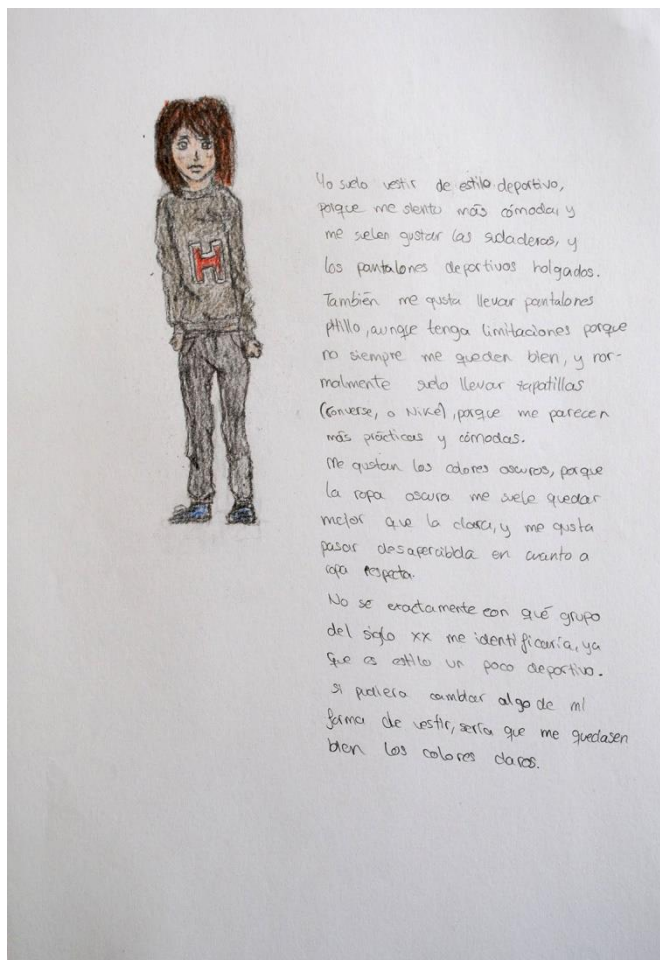 H
Yo suelo vestir de estilo deportivo,
porque me siento más cómoda, y
me suelen gustar las sudaderas, y
los pantalones deportivos holgados.
También me gusta llevar pantalones
pitillo, aunque tenga limitaciones porque
no siempre me queden bien, y nor-
malmente suelo llevar zapatillas
(Converse, o Nike), porque me parecen
más prácticas y cómodas.
Me gustan los colores oscuros, porque
la ropa oscura me suele quedar
mejor que la clara, y me gusta
pasar desapercibida en cuanto a
ropa respecta.
No se exactamente con qué grupo
del siglo XX me identificaría, ya
que es estilo un poco deportivo.
si pudiera cambiar algo de mi
forma de vestir, sería que me quedasen
bien los colores claros.